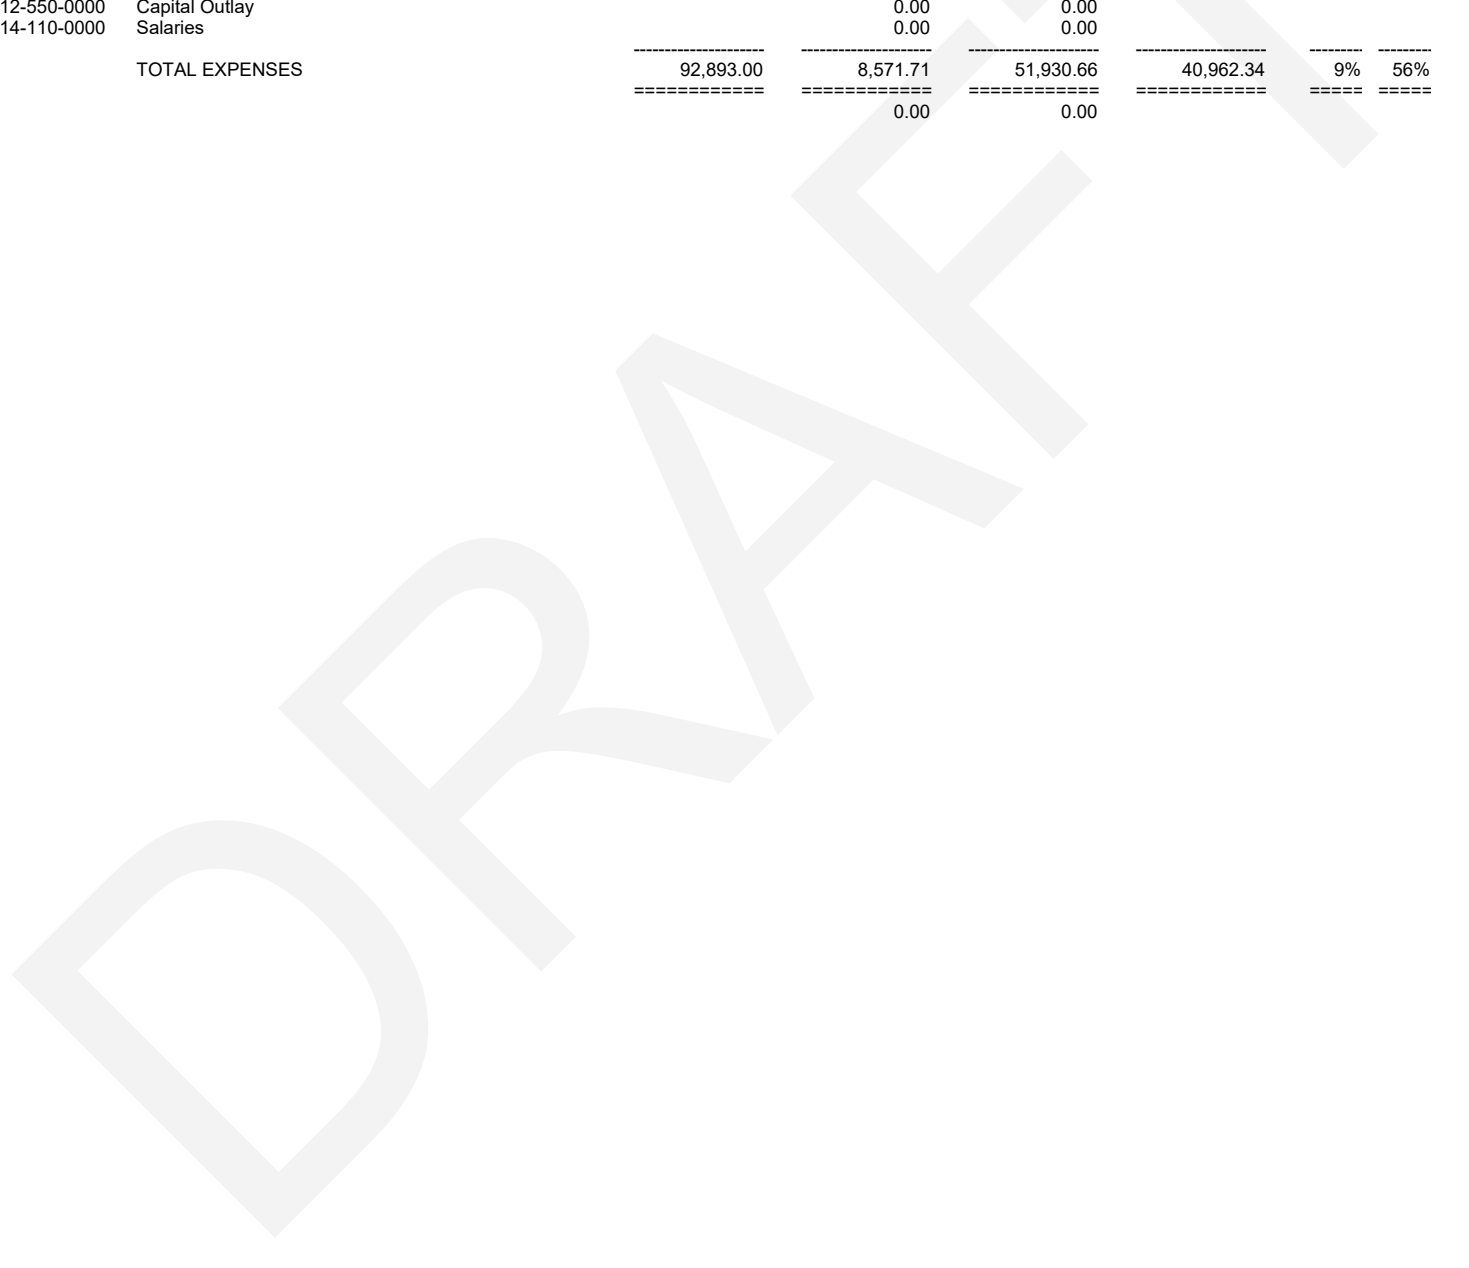 12-550-0000 Capital Outlay 0.00 0.00
14-110-0000 Salaries 0.00 0.00
--------------------- --------------------- --------------------- --------------------- --------- ---------
TOTAL EXPENSES 92,893.00 8,571.71 51,930.66 40,962.34 9% 56%
============ ============ ============ ============ ===== =====
0.00 0.00
DRAFT